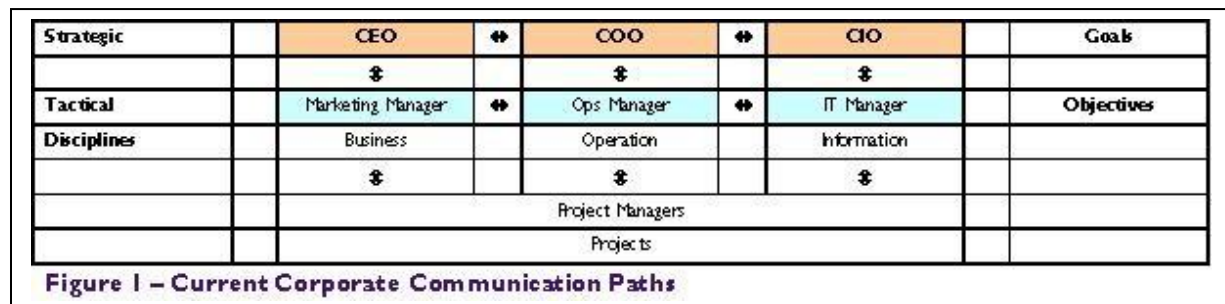 Strategic CEO ⬌ COO ⬌ CIO Goals
⬍ ⬍ ⬍
Tactical Marketing Manager ⬌ Ops Manager ⬌ IT Manager Objectives
Disciplines Business Operation Information
⬍ ⬍ ⬍
Project Managers
Projects
Figure 1 – Current Corporate Communication Paths